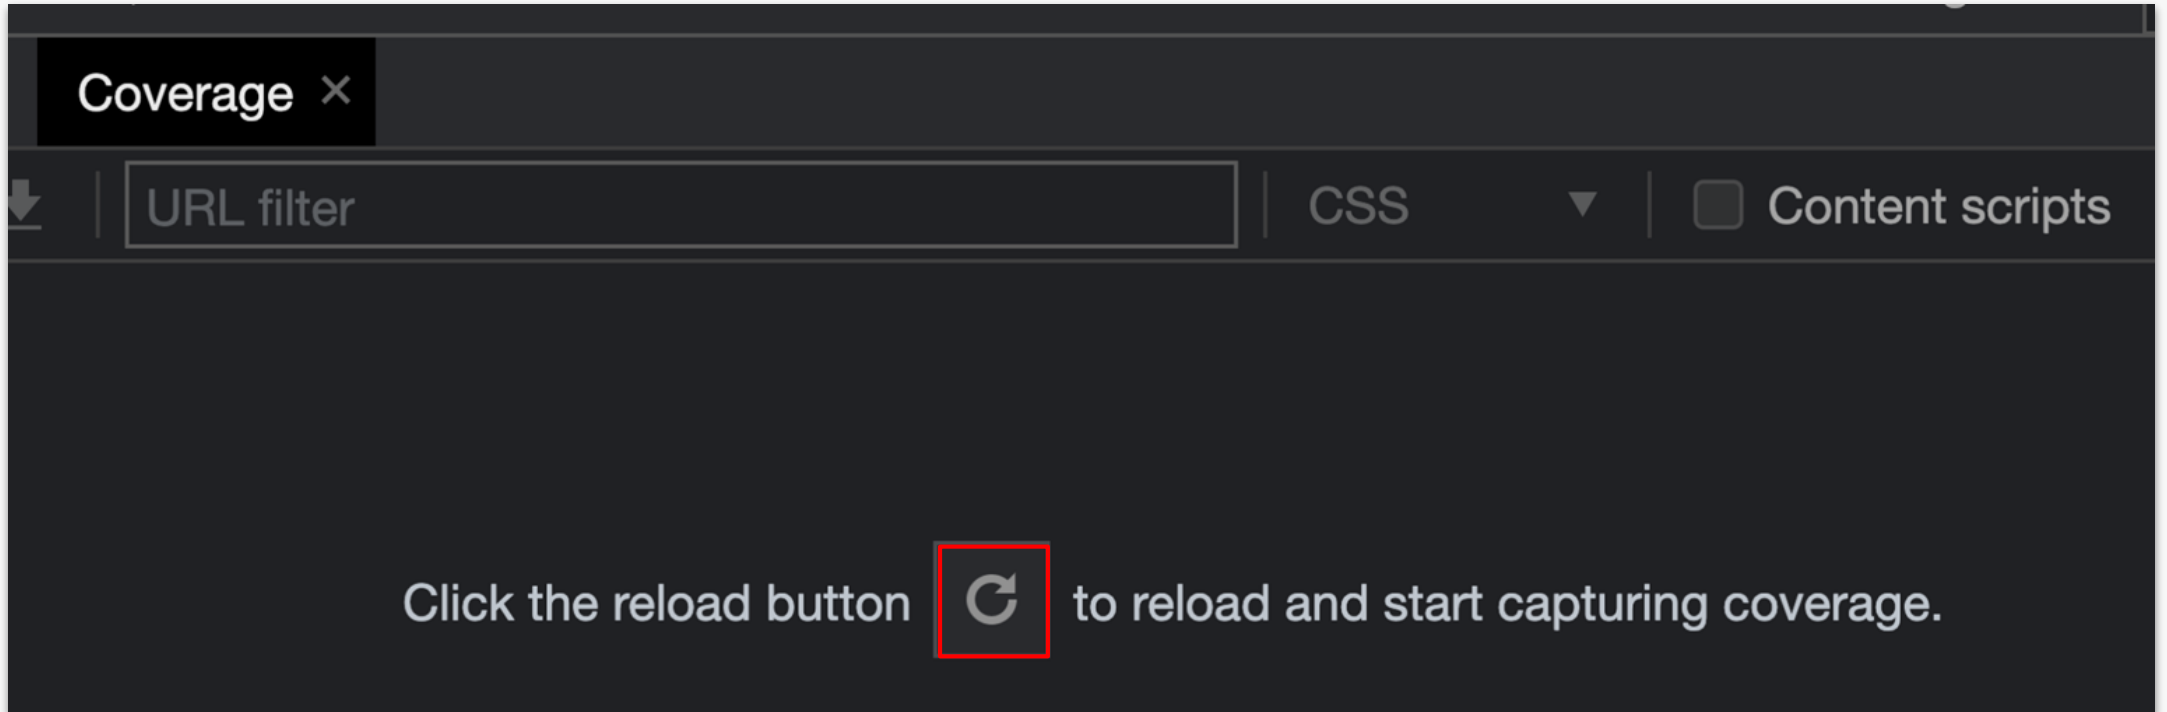 Coverage
URL filter CSS Content scripts
Click the reload button to reload and start capturing coverage.